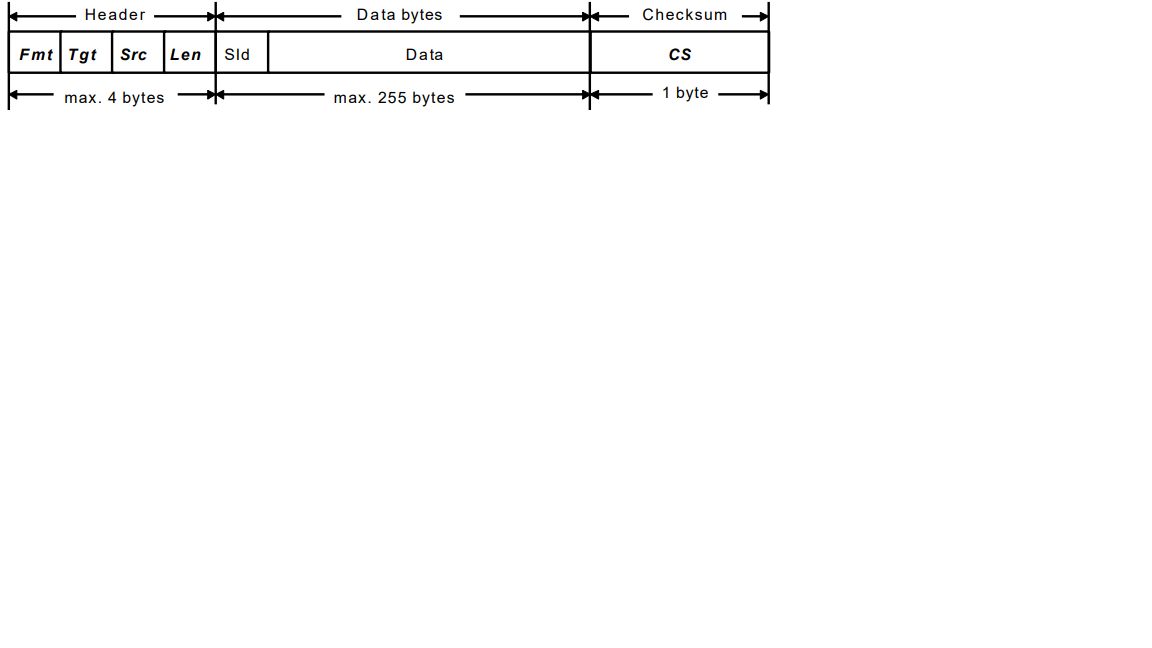 Header Data bytes Checksum
Fmt Tgt Src Len SId Data CS
max. 4 bytes max. 255 bytes 1 byte